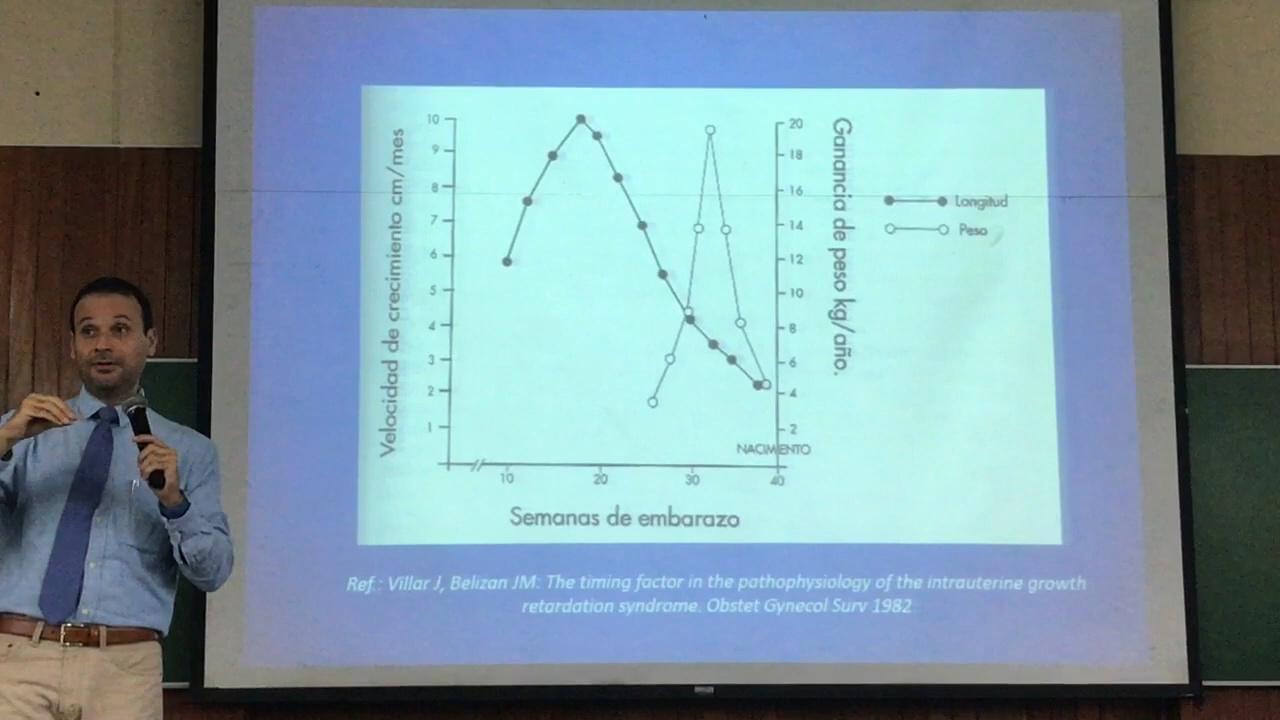 Velocidad de crecimiento cm/mes
10
9
8
7
6
5
4
3
2
1
10 20 30 40
Semanas de embarazo
NACIMIENTO
20
18
16
14
12
10
8
6
4
2
Ganancia de peso kg/año.
Longitud
Peso
Ref.: Villar J, Belizan JM: The timing factor in the pathophysiology of the intrauterine growth
retardation syndrome. Obstet Gynecol Surv 1982